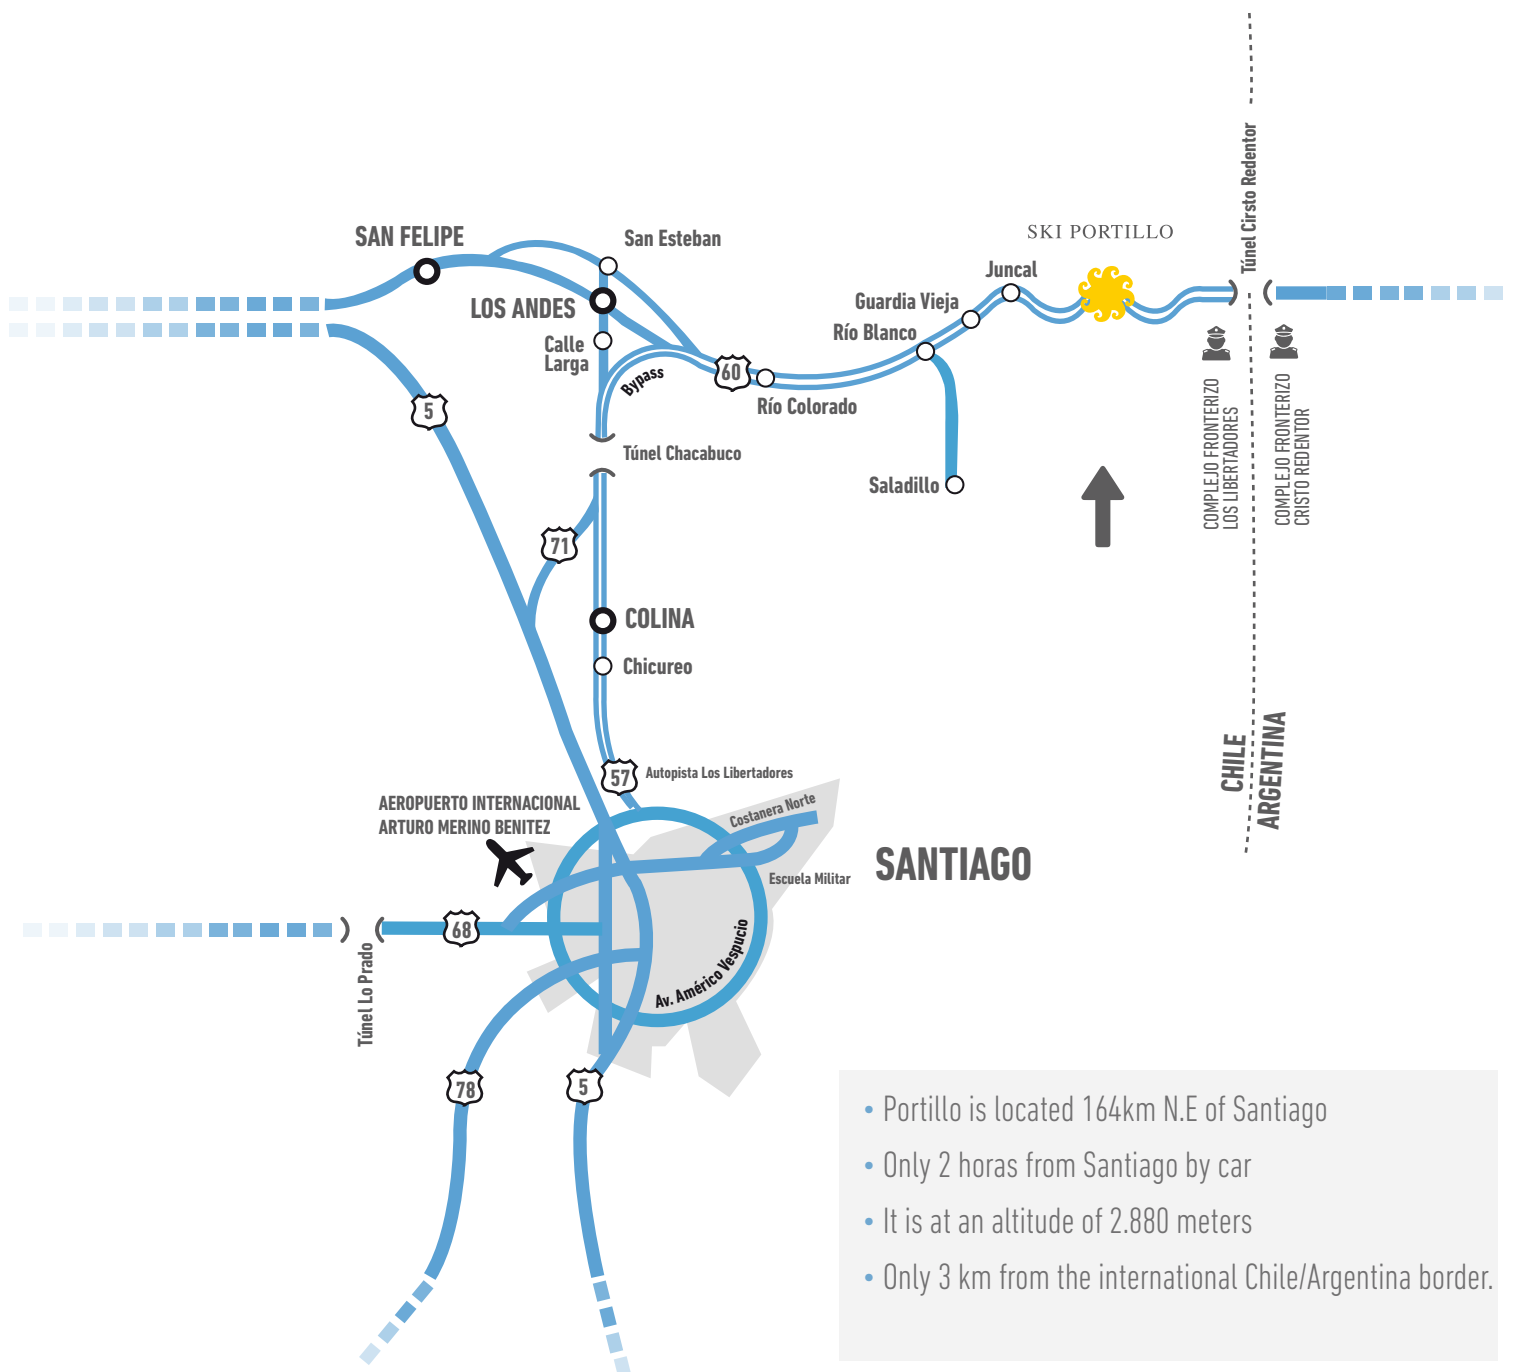 Túnel Cirsto Redentor
SKI PORTILLO
SAN FELIPE
San Esteban
Juncal
LOS ANDES
Guardia Vieja
Río Blanco
Calle
Larga
Bypass
60
5
Río Colorado
Túnel Chacabuco
Saladillo
COMPLEJO FRONTERIZO
LOS LIBERTADORES
COMPLEJO FRONTERIZO
CRISTO REDENTOR
71
COLINA
Chicureo
CHILE
ARGENTINA
57
Autopista Los Libertadores
AEROPUERTO INTERNACIONAL
ARTURO MERINO BENITEZ
Costanera Norte
SANTIAGO
Escuela Militar
68
Túnel Lo Prado
Av. Américo Vespucio
78
5
• Portillo is located 164km N.E of Santiago
• Only 2 horas from Santiago by car
• It is at an altitude of 2.880 meters
• Only 3 km from the international Chile/Argentina border.